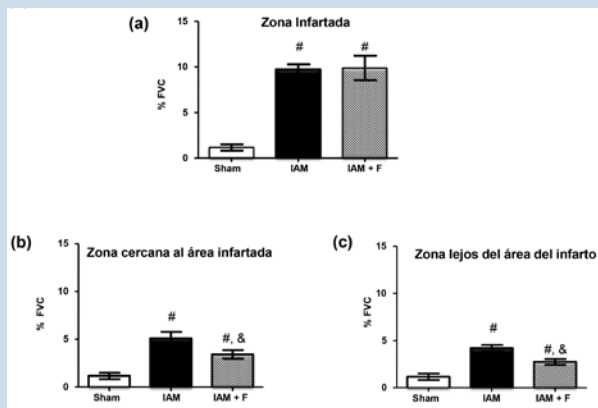 (a)
Zona Infartada
% FVC
15
10
5
0
#
#
Sham
IAM
IAM + F
(b)
Zona cercana al área infartada
% FVC
15
10
5
0
#
#, &
Sham
IAM
IAM + F
(c)
Zona lejos del área del infarto
% FVC
15
10
5
0
#
#, &
Sham
IAM
IAM + F